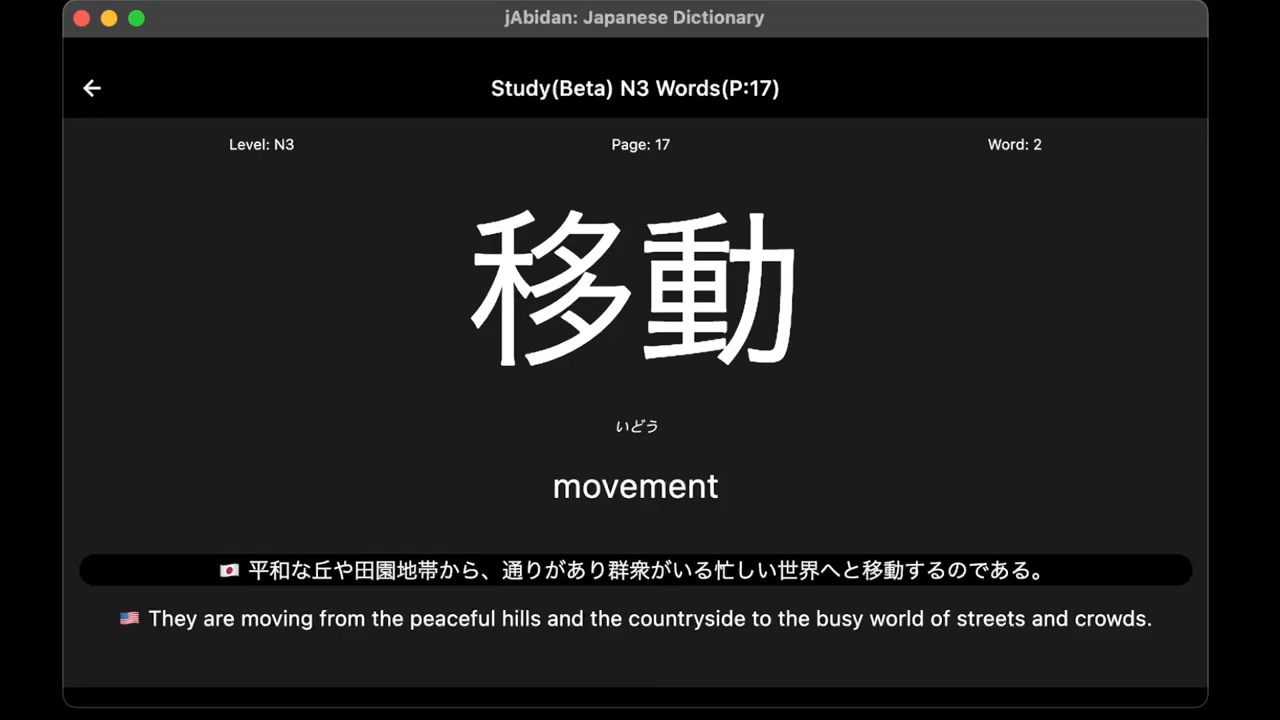 jAbidan: Japanese Dictionary
Study(Beta) N3 Words(P:17)
Level: N3 Page: 17 Word: 2
移動
いどう
movement
🇯🇵 平和な丘や田園地帯から、通りがあり群衆がいる忙しい世界へと移動するのである。
🇺🇸 They are moving from the peaceful hills and the countryside to the busy world of streets and crowds.